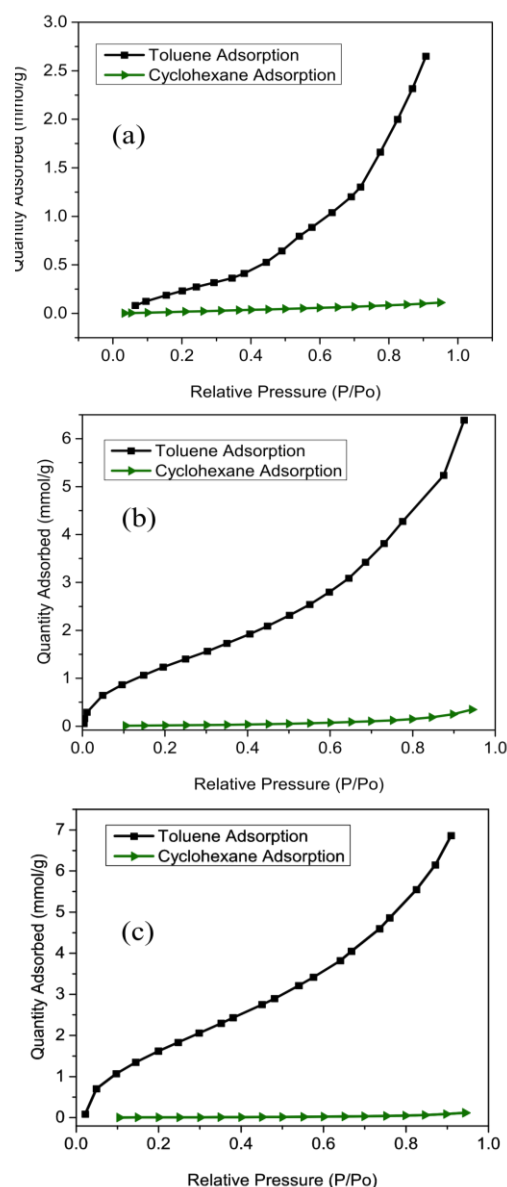 3.0
2.5
2.0
1.5
1.0
0.5
0.0
Quantity Adsorbed (mmol/g)
Toluene Adsorption
Cyclohexane Adsorption
(a)
0.0 0.2 0.4 0.6 0.8 1.0
Relative Pressure (P/Po)
6
5
4
3
2
1
0
Quantity Adsorbed (mmol/g)
Toluene Adsorption
Cyclohexane Adsorption
(b)
0.0 0.2 0.4 0.6 0.8 1.0
Relative Pressure (P/Po)
7
6
5
4
3
2
1
0
Quantity Adsorbed (mmol/g)
Toluene Adsorption
Cyclohexane Adsorption
(c)
0.0 0.2 0.4 0.6 0.8 1.0
Relative Pressure (P/Po)